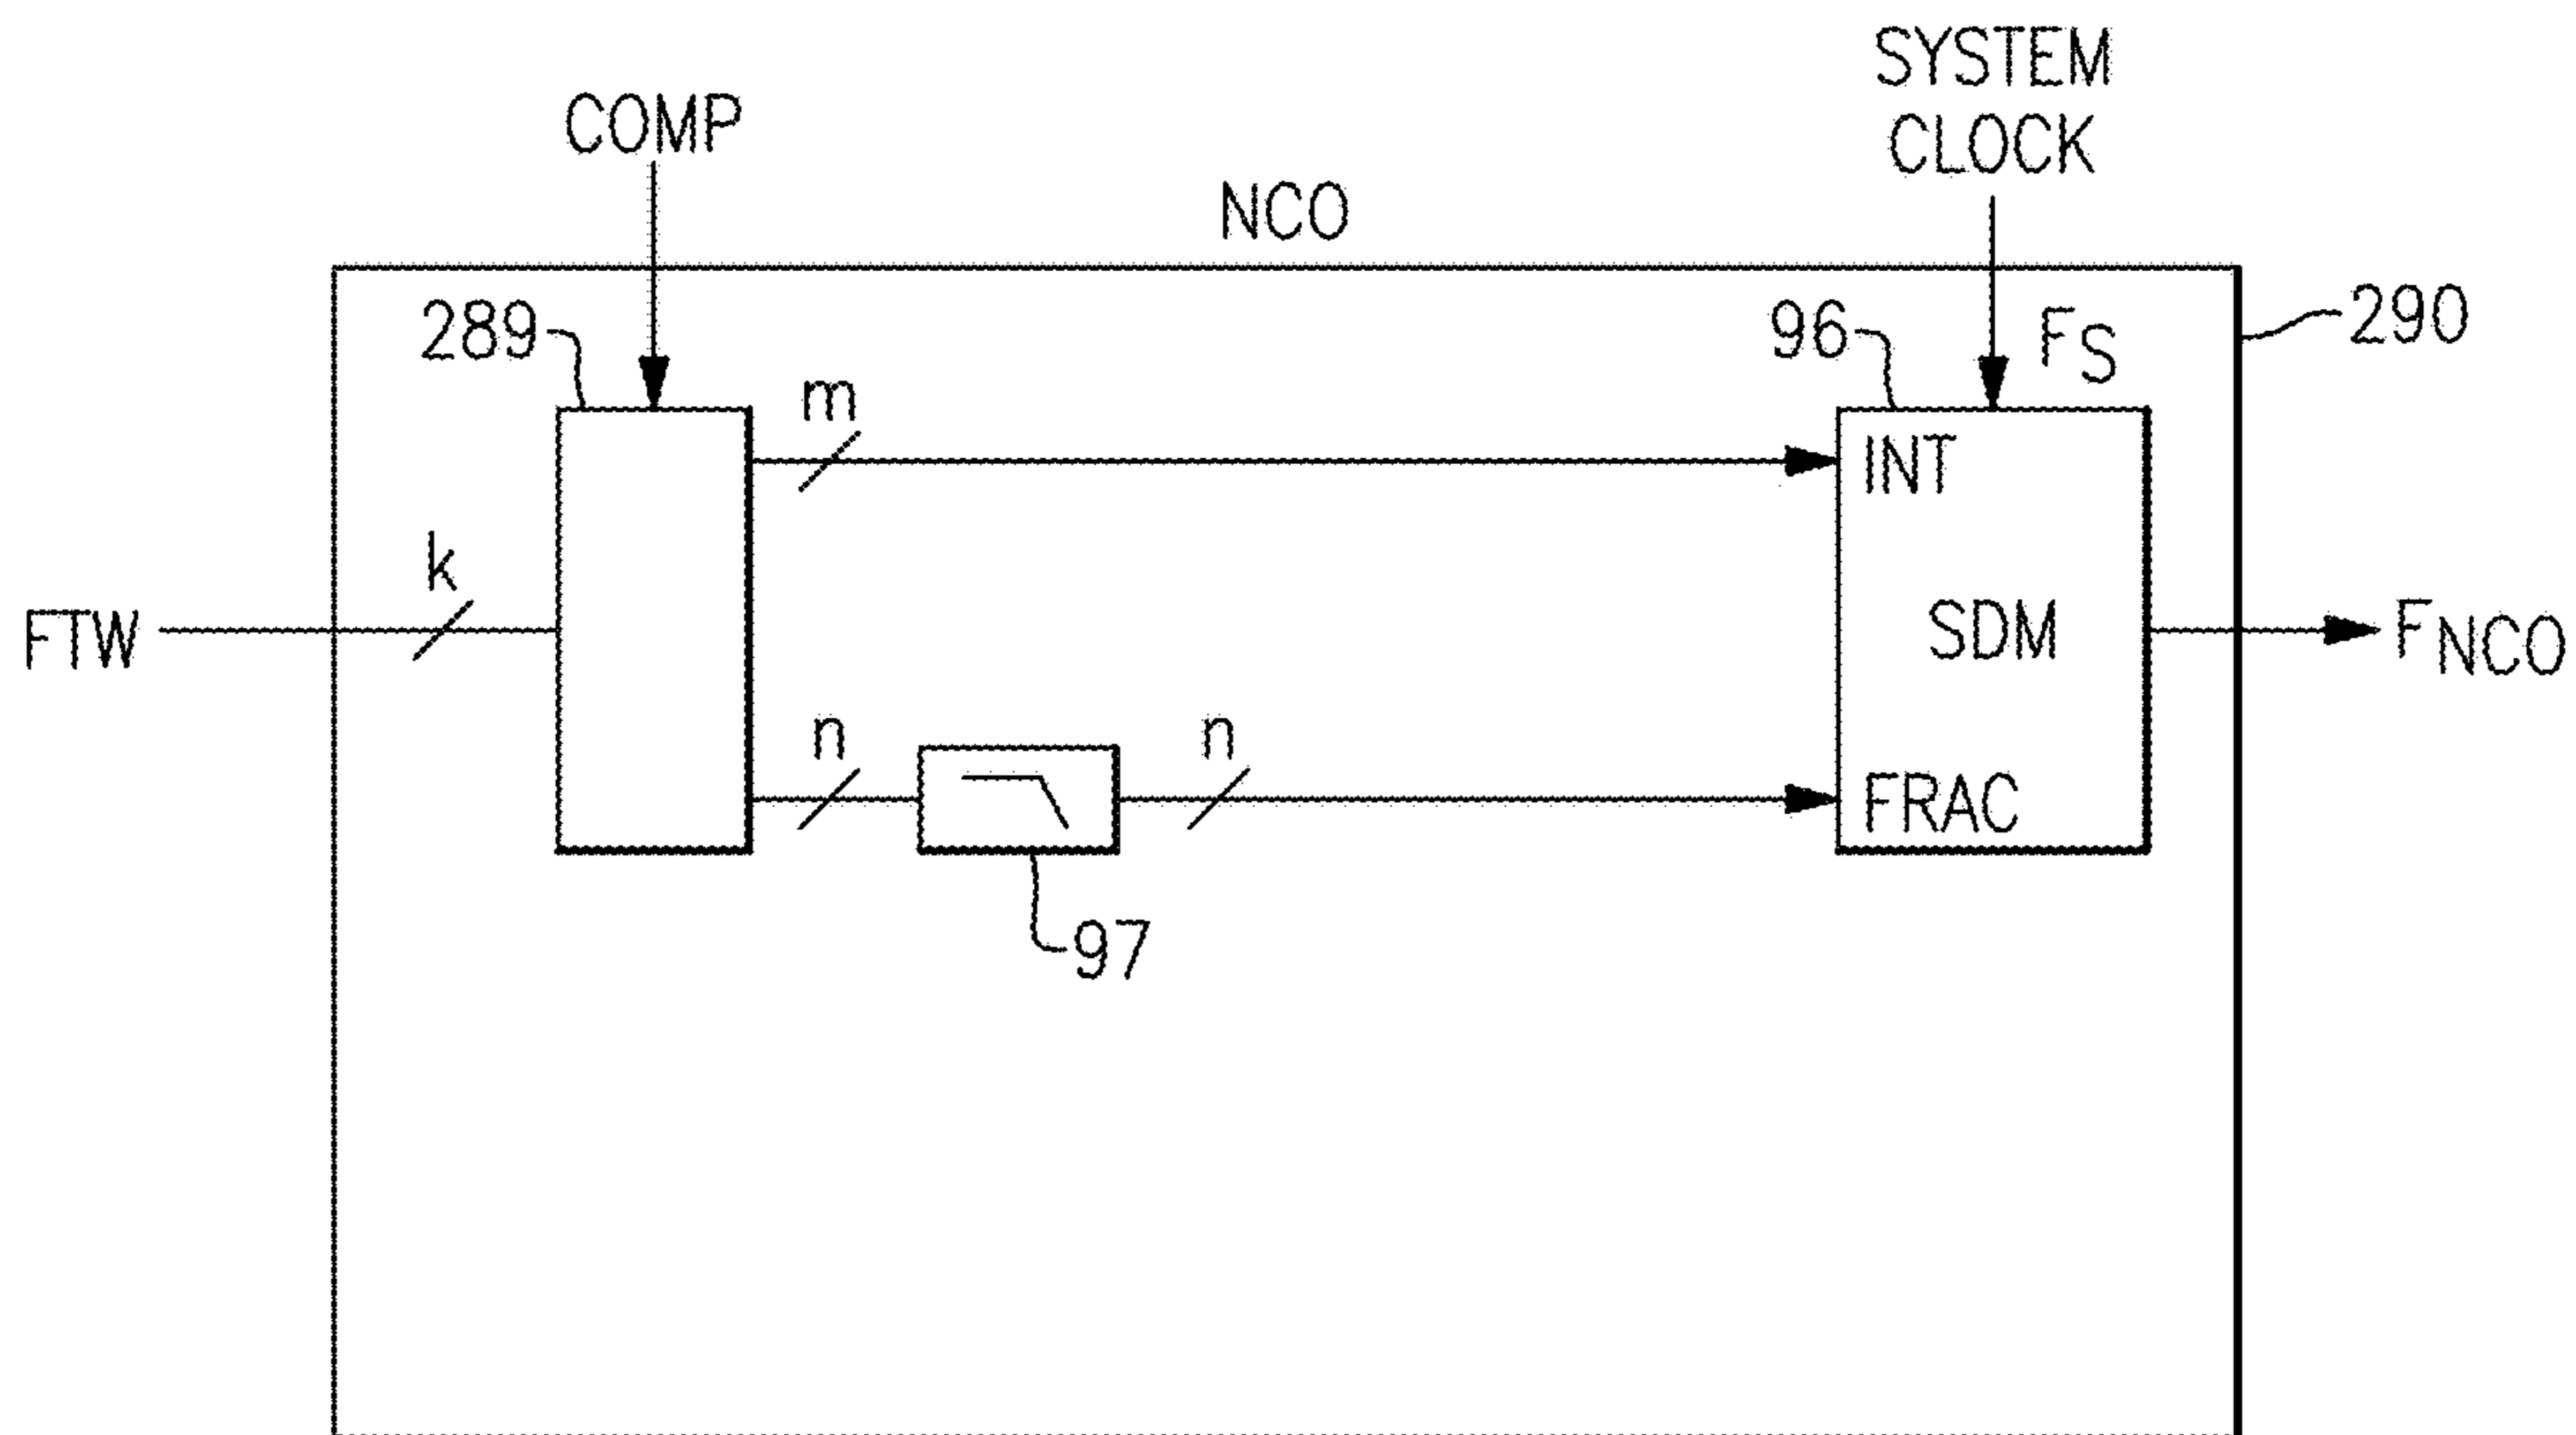 SYSTEM
CLOCK
COMP
NCO
289
96
FS
290
m
INT
k
FTW
SDM
FNCO
n
n
FRAC
97